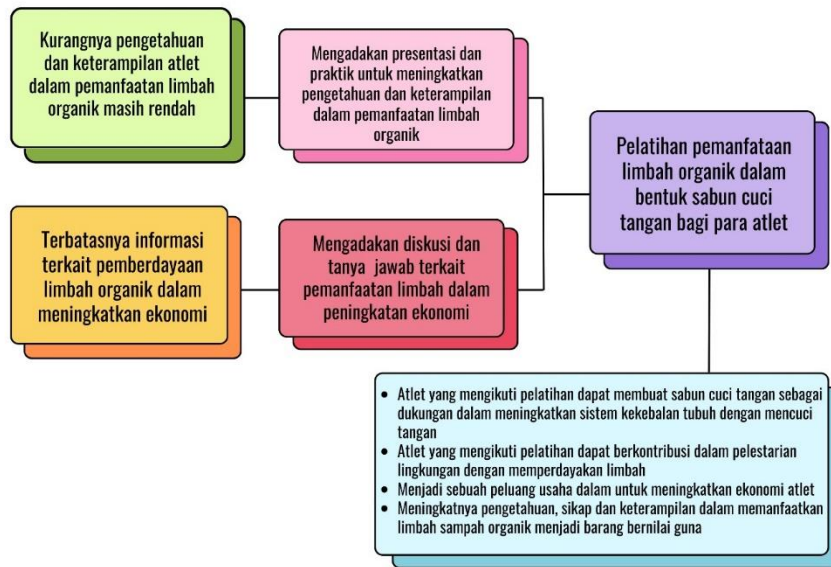 Kurangnya pengetahuan
dan keterampilan atlet
dalam pemanfaatan limbah
organik masih rendah
Mengadakan presentasi dan
praktik untuk meningkatkan
pengetahuan dan keterampilan
dalam pemanfaatan limbah
organik
Terbatasnya informasi
terkait pemberdayaan
limbah organik dalam
meningkatkan ekonomi
Mengadakan diskusi dan
tanya jawab terkait
pemanfaatan limbah dalam
peningkatan ekonomi
Pelatihan pemanfataan
limbah organik dalam
bentuk sabun cuci
tangan bagi para atlet
• Atlet yang mengikuti pelatihan dapat membuat sabun cuci tangan sebagai
dukungan dalam meningkatkan sistem kekebalan tubuh dengan mencuci
tangan
• Atlet yang mengikuti pelatihan dapat berkontribusi dalam pelestarian
lingkungan dengan memperdayakan limbah
• Menjadi sebuah peluang usaha dalam untuk meningkatkan ekonomi atlet
• Meningkatnya pengetahuan, sikap dan keterampilan dalam memanfaatkan
limbah sampah organik menjadi barang bernilai guna